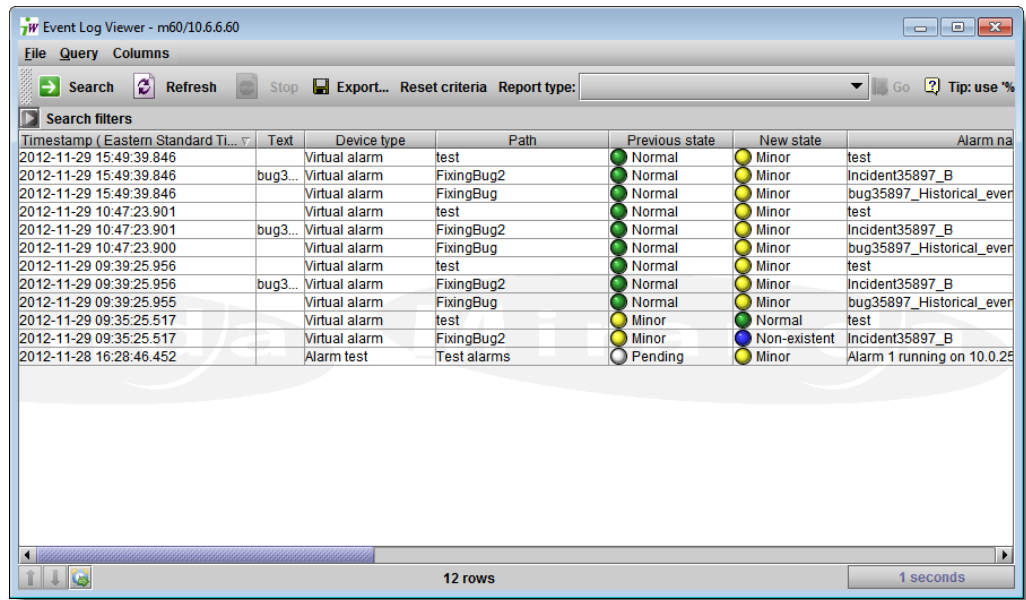 Event Log Viewer - m60/10.6.6.60
File Query Columns
Search Refresh Stop Export... Reset criteria Report type: Go Tip: use '%
Search filters
Timestamp ( Eastern Standard Ti... Text Device type Path Previous state New state Alarm na
2012-11-29 15:49:39.846 Virtual alarm test Normal Minor test
2012-11-29 15:49:39.846 bug3... Virtual alarm FixingBug2 Normal Minor Incident35897_B
2012-11-29 15:49:39.846 Virtual alarm FixingBug Normal Minor bug35897_Historical_even
2012-11-29 10:47:23.901 Virtual alarm test Normal Minor test
2012-11-29 10:47:23.901 bug3... Virtual alarm FixingBug2 Normal Minor Incident35897_B
2012-11-29 10:47:23.900 Virtual alarm FixingBug Normal Minor bug35897_Historical_even
2012-11-29 09:39:25.956 Virtual alarm test Normal Minor test
2012-11-29 09:39:25.956 bug3... Virtual alarm FixingBug2 Normal Minor Incident35897_B
2012-11-29 09:39:25.955 Virtual alarm FixingBug Normal Minor bug35897_Historical_even
2012-11-29 09:35:25.517 Virtual alarm test Minor Normal test
2012-11-29 09:35:25.517 Virtual alarm FixingBug2 Minor Non-existent Incident35897_B
2012-11-28 16:28:46.452 Alarm test Test alarms Pending Minor Alarm 1 running on 10.0.25
12 rows 1 seconds